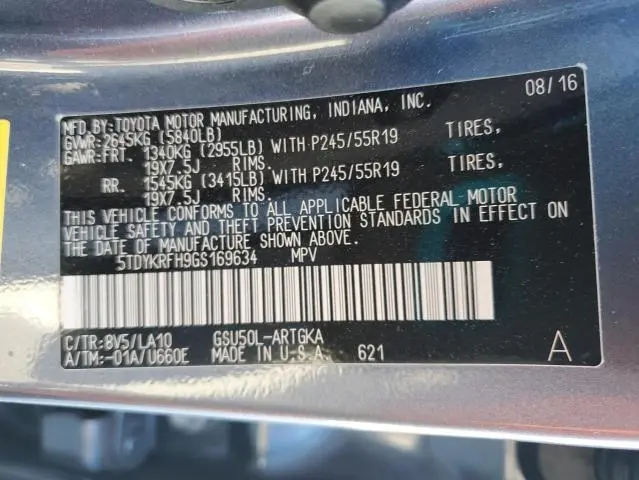 MFD.BY:TOYOTA MOTOR MANUFACTURING, INDIANA, INC. 08/16
GVWR:2645KG (5840LB)
GAWR:FRT. 1340KG (2955LB) WITH P245/55R19 TIRES,
19X7.5J RIMS.
RR. 1545KG (3415LB) WITH P245/55R19 TIRES,
19X7.5J RIMS.
THIS VEHICLE CONFORMS TO ALL APPLICABLE FEDERAL MOTOR
VEHICLE SAFETY AND THEFT PREVENTION STANDARDS IN EFFECT ON
THE DATE OF MANUFACTURE SHOWN ABOVE.
5TDYKRFH9GS169634 MPV
C/TR:8V5/LA10 GSU50L-ARTGKA
A/TM:-01A/U660E MADE IN U.S.A. 621 A